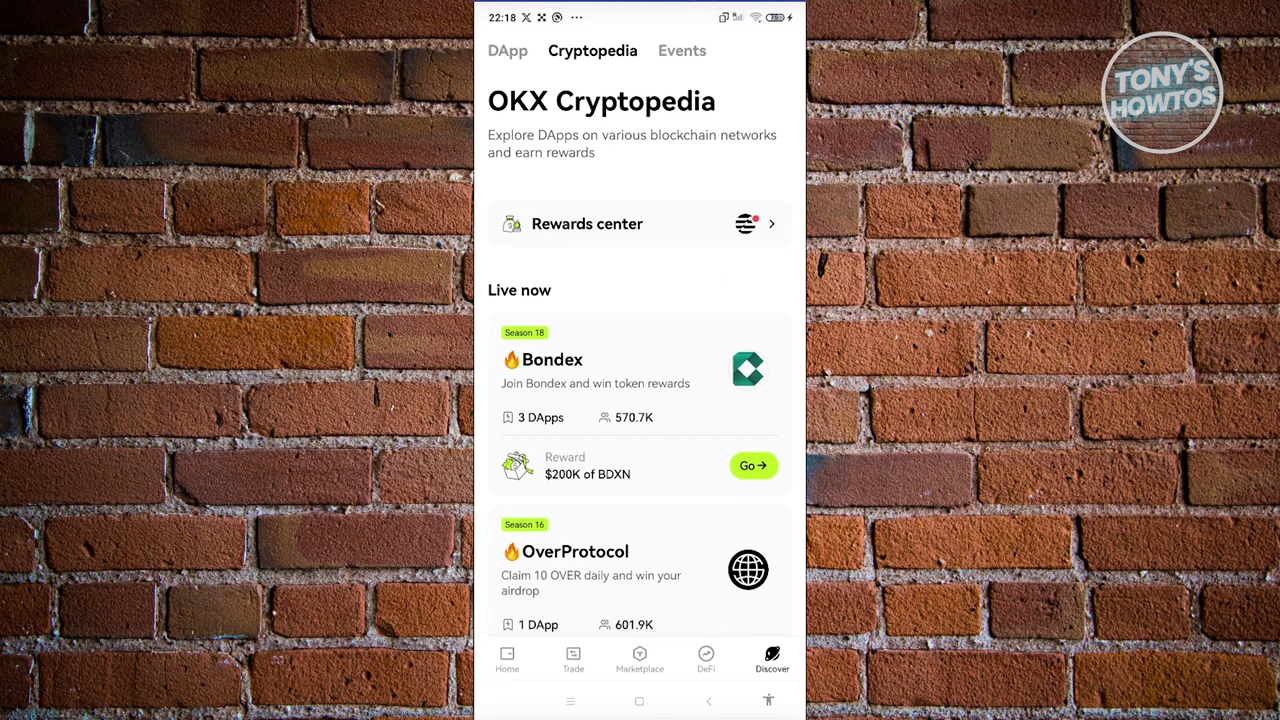 22:18
DApp Cryptopedia Events
OKX Cryptopedia
Explore DApps on various blockchain networks
and earn rewards
Rewards center
Live now
Season 18
🔥Bondex
Join Bondex and win token rewards
3 DApps 570.7K
Reward
$200K of BDXN
Go→
Season 16
🔥OverProtocol
Claim 10 OVER daily and win your
airdrop
1 DApp 601.9K
Home Trade Marketplace DeFi Discover
TONY'S
HOWTOS